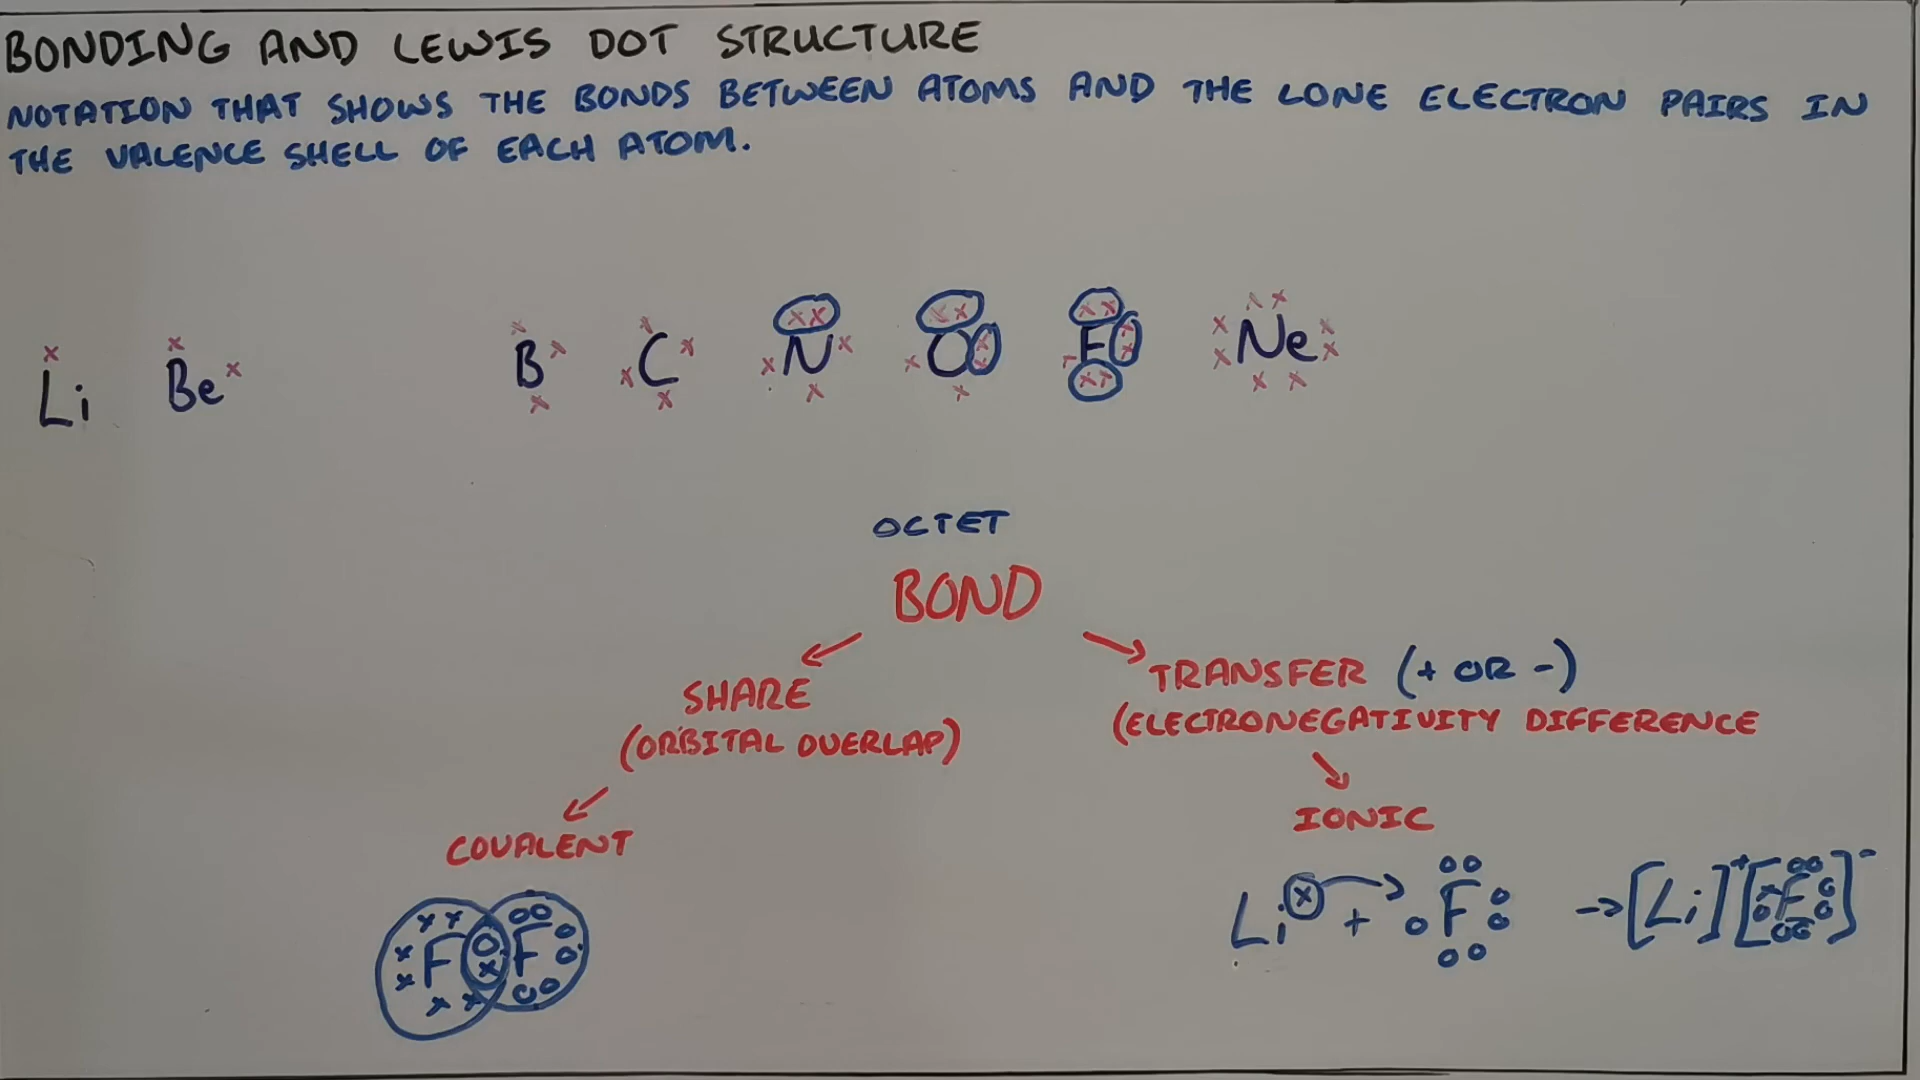 BONDING AND LEWIS DOT STRUCTURE
NOTATION THAT SHOWS THE BONDS BETWEEN ATOMS AND THE LONE ELECTRON PAIRS IN
THE VALENCE SHELL OF EACH ATOM.
Li Be B C N O F Ne
OCTET
BOND
SHARE
(ORBITAL OVERLAP)
TRANSFER (+ OR -)
(ELECTRONEGATIVITY DIFFERENCE
COVALENT
IONIC
F F
Li + F → [Li]⁺ [F]⁻